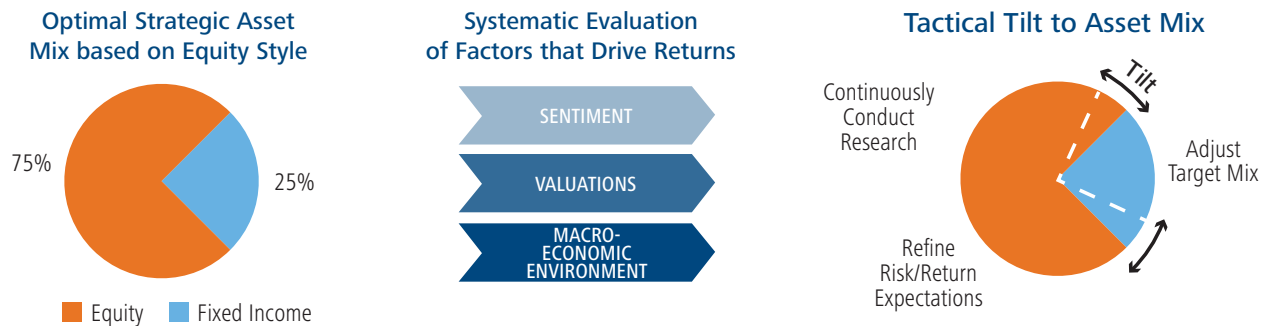 Optimal Strategic Asset
Mix based on Equity Style
75%
25%
Equity
Fixed Income
Systematic Evaluation
of Factors that Drive Returns
SENTIMENT
VALUATIONS
MACRO-
ECONOMIC
ENVIRONMENT
Tactical Tilt to Asset Mix
Continuously
Conduct
Research
Tilt
Adjust
Target Mix
Refine
Risk/Return
Expectations